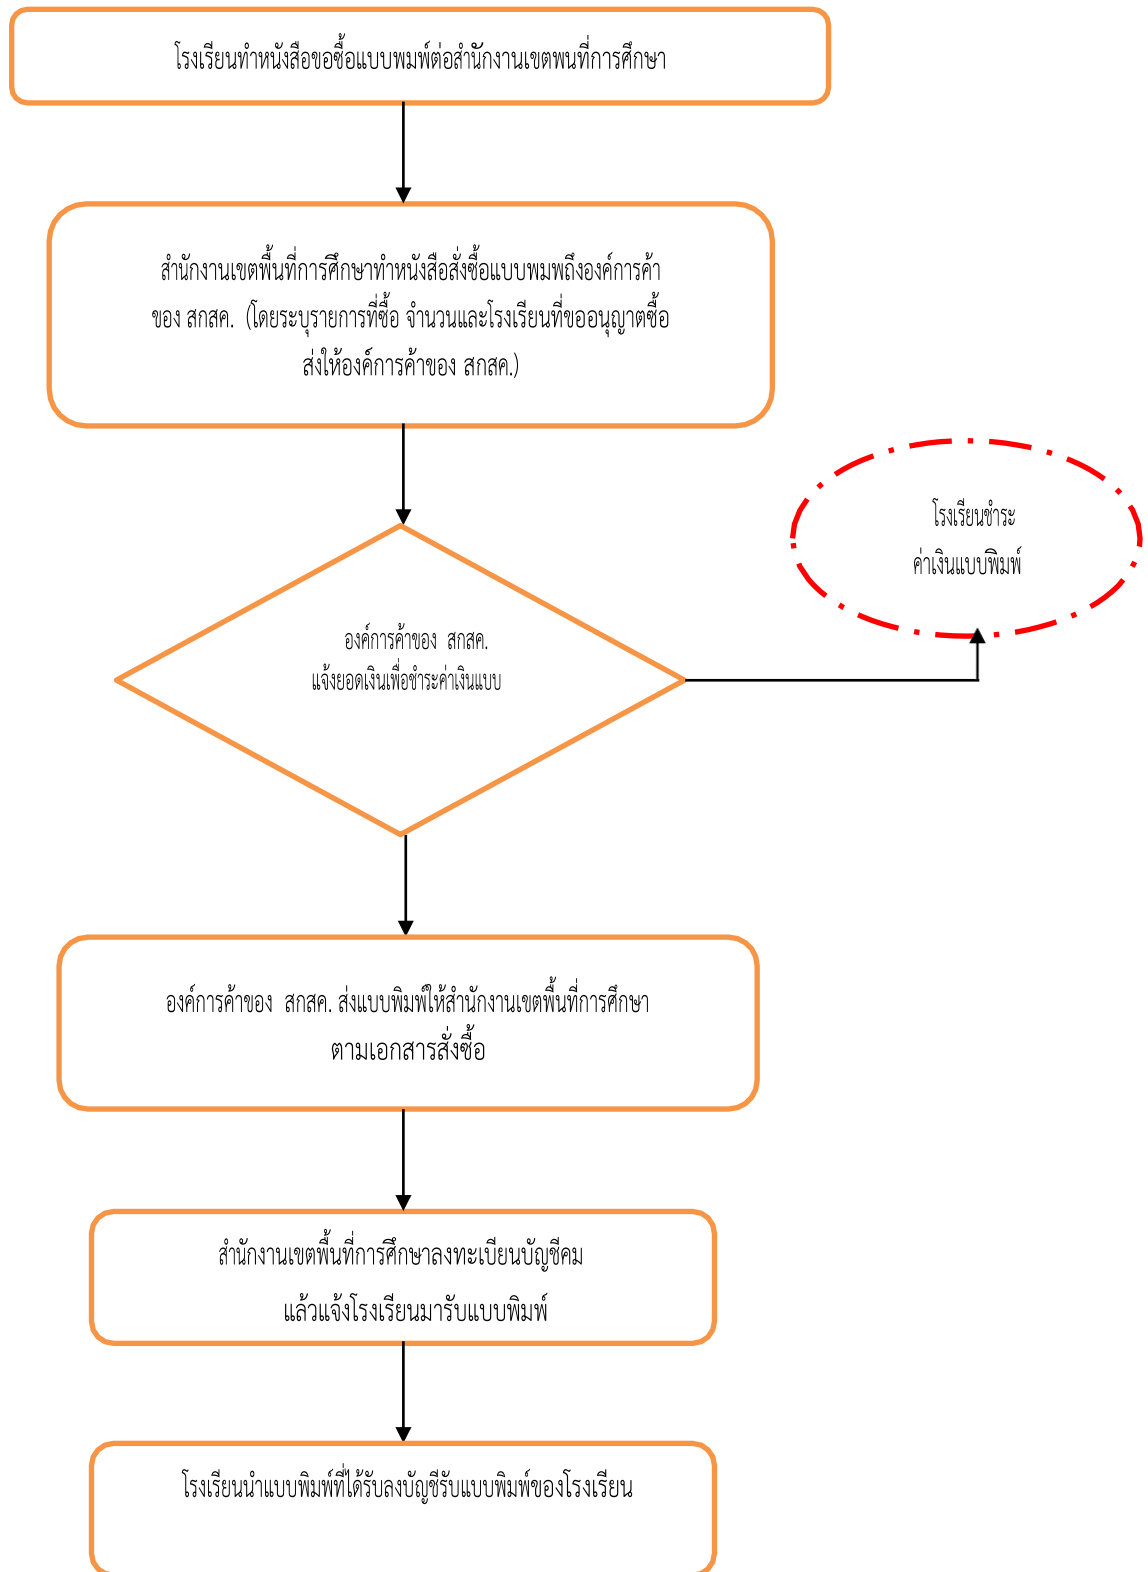 โรงเรียนทำหนังสือขอซื้อแบบพมพ์ต่อสำนักงานเขตพนที่การศึกษา
สำนักงานเขตพื้นที่การศึกษาทำหนังสือสั่งซื้อแบบพมพถึงองค์การค้า
ของ สกสค. (โดยระบุรายการที่ซื้อ จำนวนและโรงเรียนที่ขออนุญาตซื้อ
ส่งให้องค์การค้าของ สกสค.)
โรงเรียนชำระ
ค่าเงินแบบพิมพ์
องค์การค้าของ สกสค.
แจ้งยอดเงินเพื่อชำระค่าเงินแบบ
องค์การค้าของ สกสค. ส่งแบบพิมพ์ให้สำนักงานเขตพื้นที่การศึกษา
ตามเอกสารสั่งซื้อ
สำนักงานเขตพื้นที่การศึกษาลงทะเบียนบัญชีคม
แล้วแจ้งโรงเรียนมารับแบบพิมพ์
โรงเรียนนำแบบพิมพ์ที่ได้รับลงบัญชีรับแบบพิมพ์ของโรงเรียน